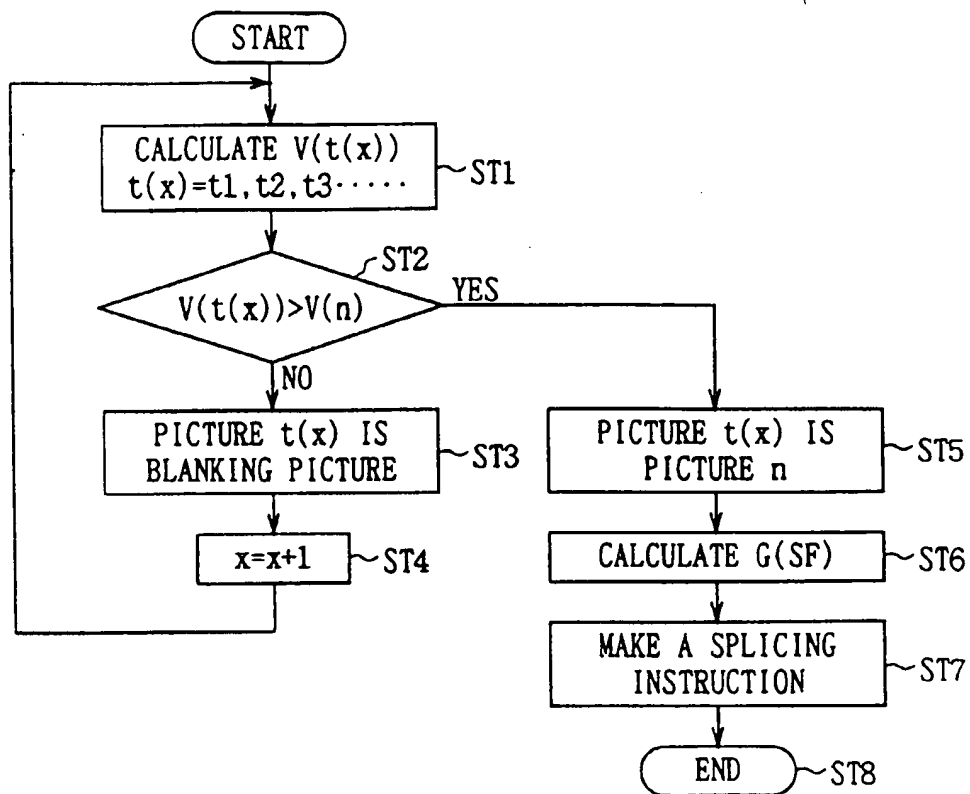 START
CALCULATE V(t(x))
t(x)=t1,t2,t3·····
ST1
ST2
V(t(x))>V(n)
YES
NO
PICTURE t(x) IS
BLANKING PICTURE
ST3
x=x+1
ST4
PICTURE t(x) IS
PICTURE n
ST5
CALCULATE G(SF)
ST6
MAKE A SPLICING
INSTRUCTION
ST7
END
ST8